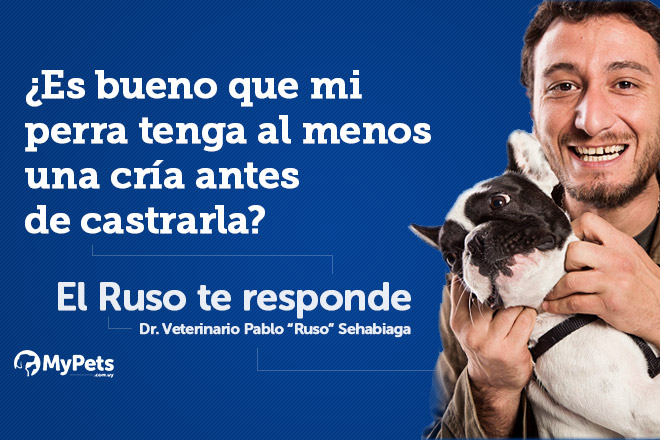 ¿Es bueno que mi
perra tenga al menos
una cría antes
de castrarla?
El Ruso te responde
Dr. Veterinario Pablo “Ruso” Sehabiaga
MyPets
.com.uy